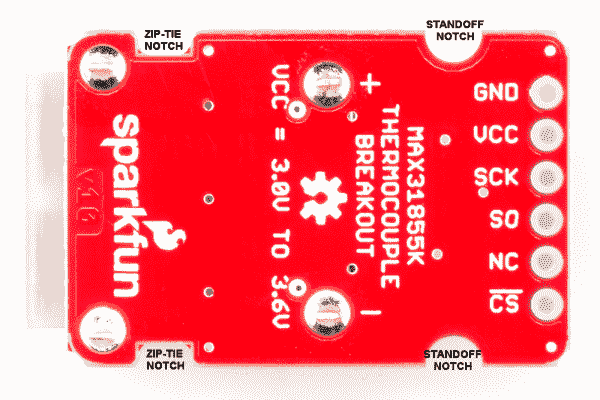 ZIP-TIE
NOTCH
STANDOFF
NOTCH
GND
VCC
SCK
SO
NC
CS
MAX31855K
THERMOCOUPLE
BREAKOUT
+
-
VCC = 3.0V TO 3.6V
sparkfun
V10
ZIP-TIE
NOTCH
STANDOFF
NOTCH